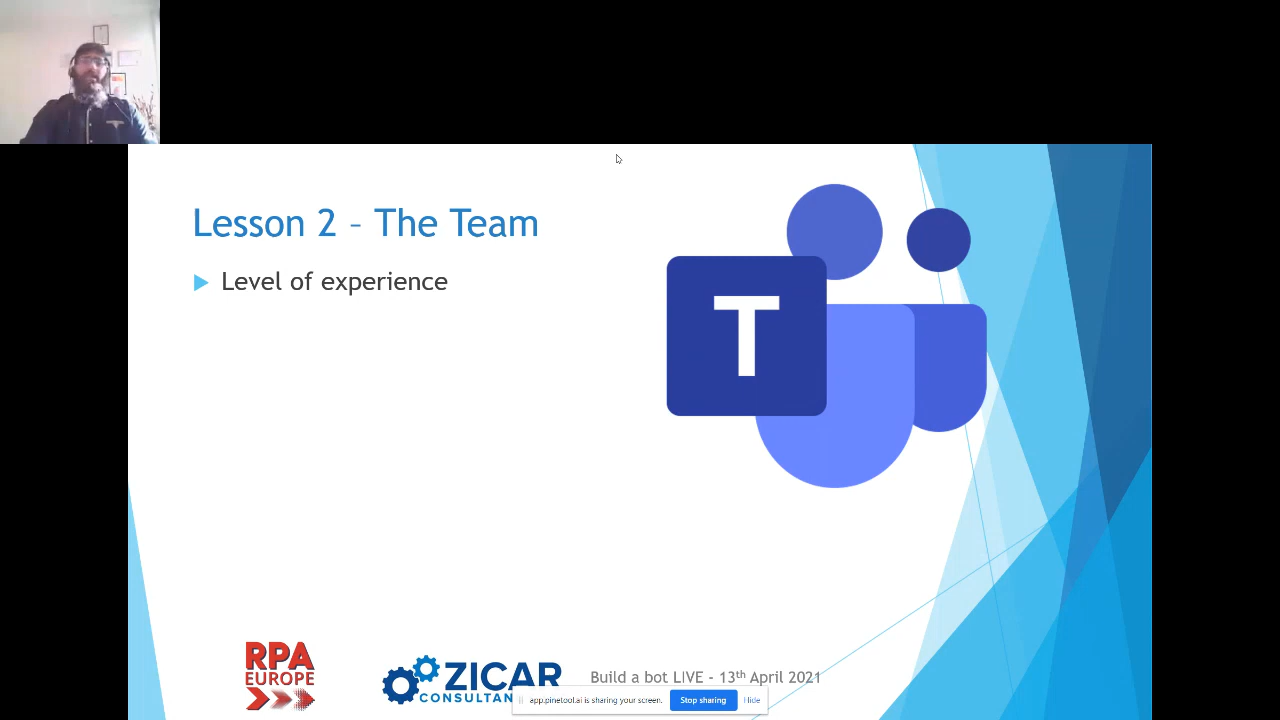 Lesson 2 – The Team
Level of experience
T
RPA
EUROPE
ZICAR
CONSULTAN
Build a bot LIVE - 13th April 2021
app.pinetool.ai is sharing your screen.
Stop sharing
Hide